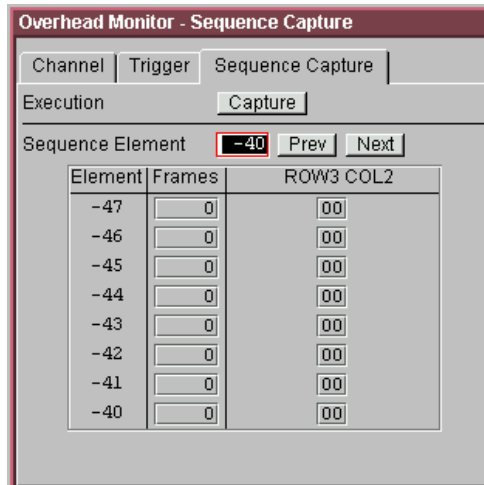 Overhead Monitor - Sequence Capture
Channel Trigger Sequence Capture
Execution Capture
Sequence Element -40 Prev Next
Element Frames ROW3 COL2
-47 0 00
-46 0 00
-45 0 00
-44 0 00
-43 0 00
-42 0 00
-41 0 00
-40 0 00